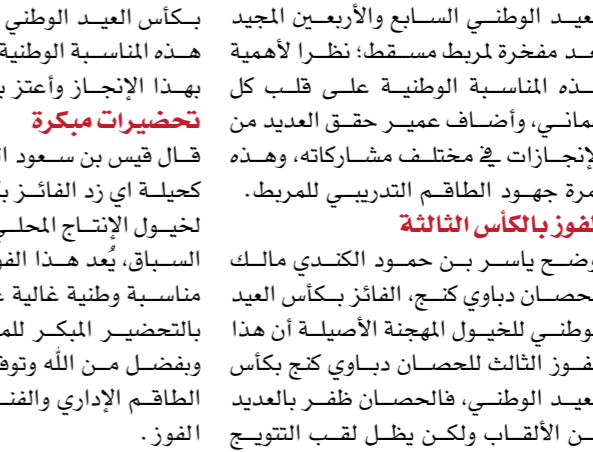 العيد الوطني السابع والأربعين المجيد
يعد مفخرة لمربط مسقط؛ نظرا لأهمية
هذه المناسبة الوطنية على قلب كل
عماني، وأضاف عمير حقق العديد من
الإنجازات في مختلف مشاركاته، وهذه
ثمرة جهود الطاقم التدريبي للمربط.
الفوز بالكأس الثالثة
وضح ياسر بن حمود الكندي مالك
الحصان دباوي كنج، الفائز بكأس العيد
الوطني للخيول المهجنة الأصيلة أن هذا
الفوز الثالث للحصان دباوي كنج بكأس
العيد الوطني، فالحصان ظفر بالعديد
من الألقاب ولكن يظل لقب التتويج
بكأس العيد الوطني
هذه المناسبة الوطنية
بهذا الإنجاز وأعتز
تحضيرات مبكرة
قال قيس بن سعود
كحيلة اي زد الفائز
لخيول الإنتاج المحلي
السباق، يُعد هذا
مناسبة وطنية غالية
بالتحضير المبكر
وبفضل من الله
الطاقم الإداري
الفوز.